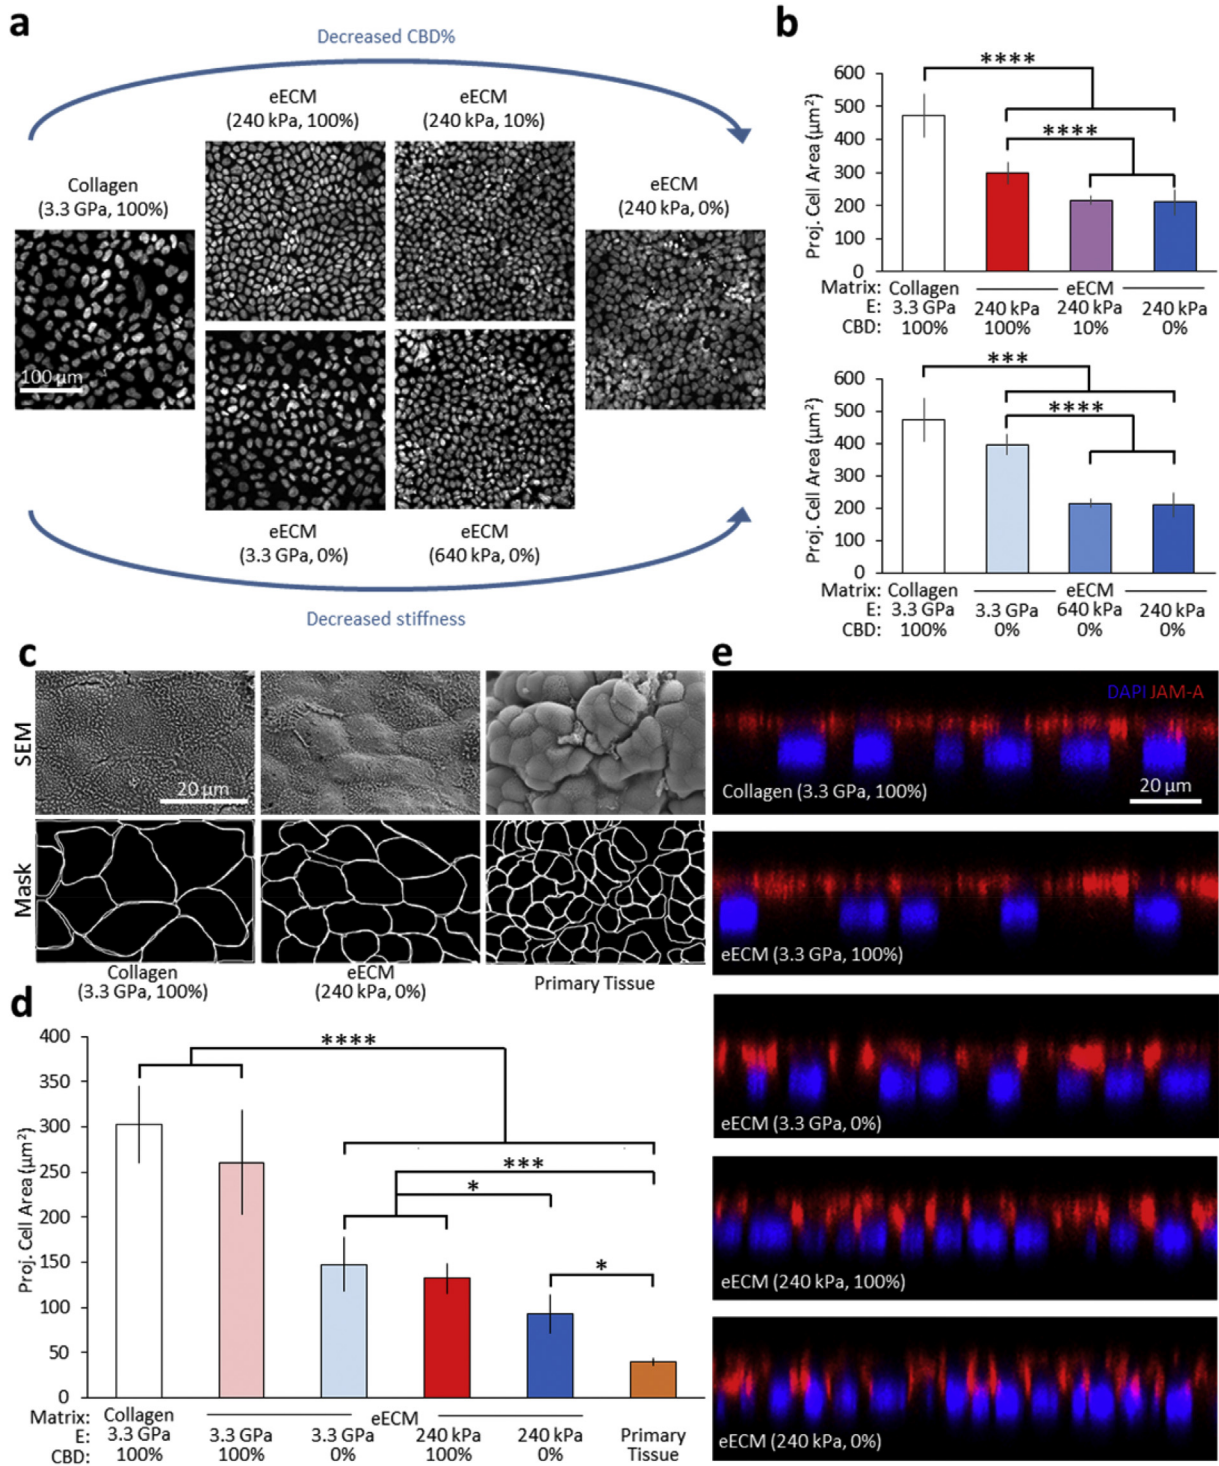 a
Decreased CBD%
eECM
(240 kPa, 100%)
eECM
(240 kPa, 10%)
Collagen
(3.3 GPa, 100%)
eECM
(240 kPa, 0%)
100 µm
eECM
(3.3 GPa, 0%)
eECM
(640 kPa, 0%)
Decreased stiffness
b
Proj. Cell Area (µm²)
600
500
400
300
200
100
0
****
****
Matrix: Collagen eECM
E: 3.3 GPa 240 kPa 240 kPa 240 kPa
CBD: 100% 100% 10% 0%
Proj. Cell Area (µm²)
600
500
400
300
200
100
0
***
****
Matrix: Collagen eECM
E: 3.3 GPa 3.3 GPa 640 kPa 240 kPa
CBD: 100% 0% 0% 0%
c
SEM
20 µm
Mask
Collagen
(3.3 GPa, 100%)
eECM
(240 kPa, 0%)
Primary Tissue
d
Proj. Cell Area (µm²)
400
350
300
250
200
150
100
50
0
****
***
*
*
Matrix: Collagen eECM
E: 3.3 GPa 3.3 GPa 3.3 GPa 240 kPa 240 kPa Primary
CBD: 100% 100% 0% 100% 0% Tissue
e
DAPI JAM-A
Collagen (3.3 GPa, 100%)
20 µm
eECM (3.3 GPa, 100%)
eECM (3.3 GPa, 0%)
eECM (240 kPa, 100%)
eECM (240 kPa, 0%)